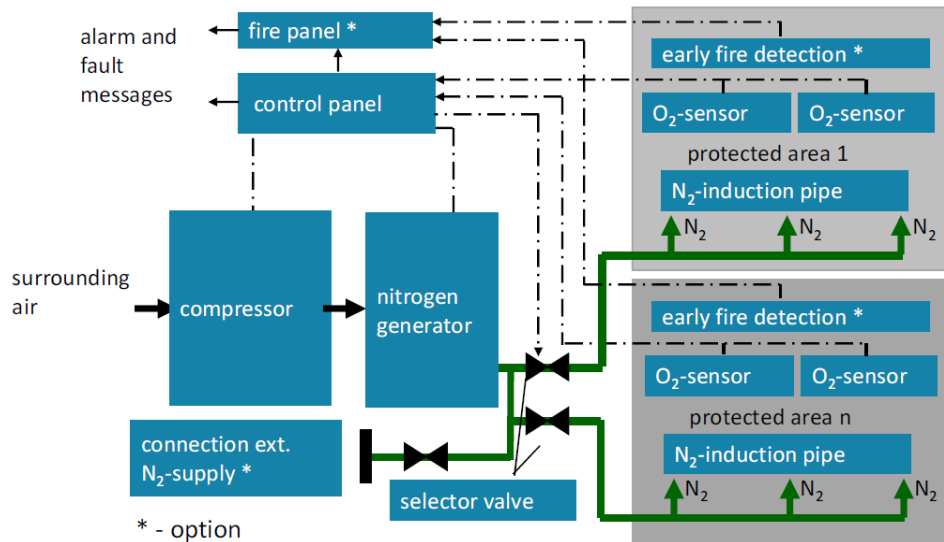 alarm and
fault
messages
fire panel *
control panel
early fire detection *
O₂-sensor
O₂-sensor
protected area 1
N₂-induction pipe
N₂
N₂
N₂
surrounding
air
compressor
nitrogen
generator
early fire detection *
O₂-sensor
O₂-sensor
protected area n
N₂-induction pipe
N₂
N₂
N₂
connection ext.
N₂-supply *
selector valve
* - option